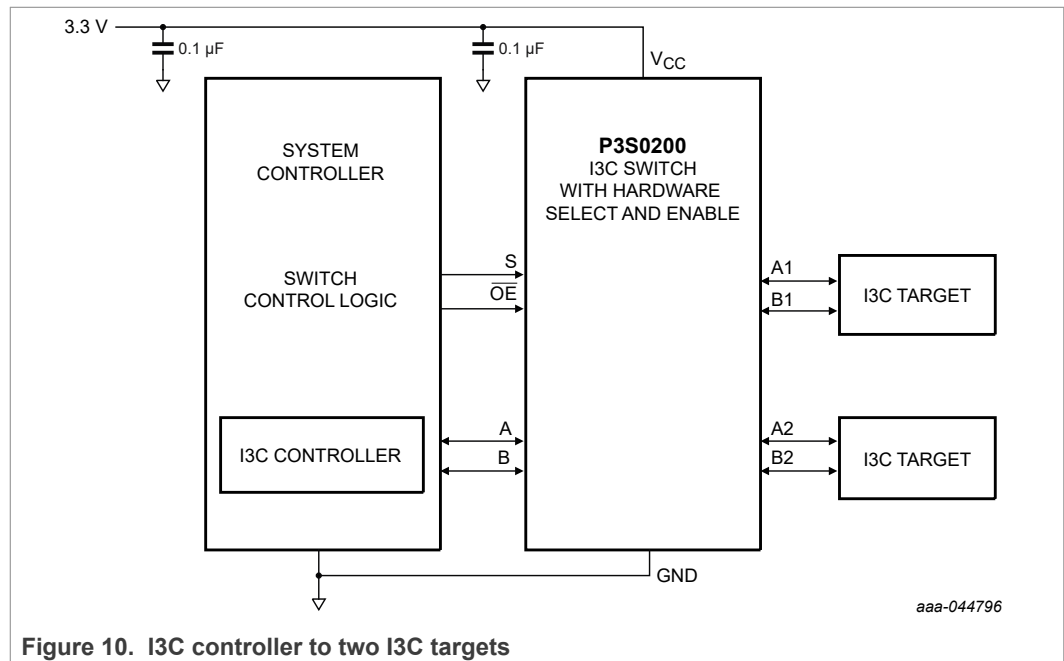 3.3 V
0.1 μF
0.1 μF
VCC
SYSTEM
CONTROLLER
P3S0200
I3C SWITCH
WITH HARDWARE
SELECT AND ENABLE
SWITCH
CONTROL LOGIC
S
OE
A1
B1
I3C TARGET
I3C CONTROLLER
A
B
A2
B2
I3C TARGET
GND
aaa-044796
Figure 10. I3C controller to two I3C targets